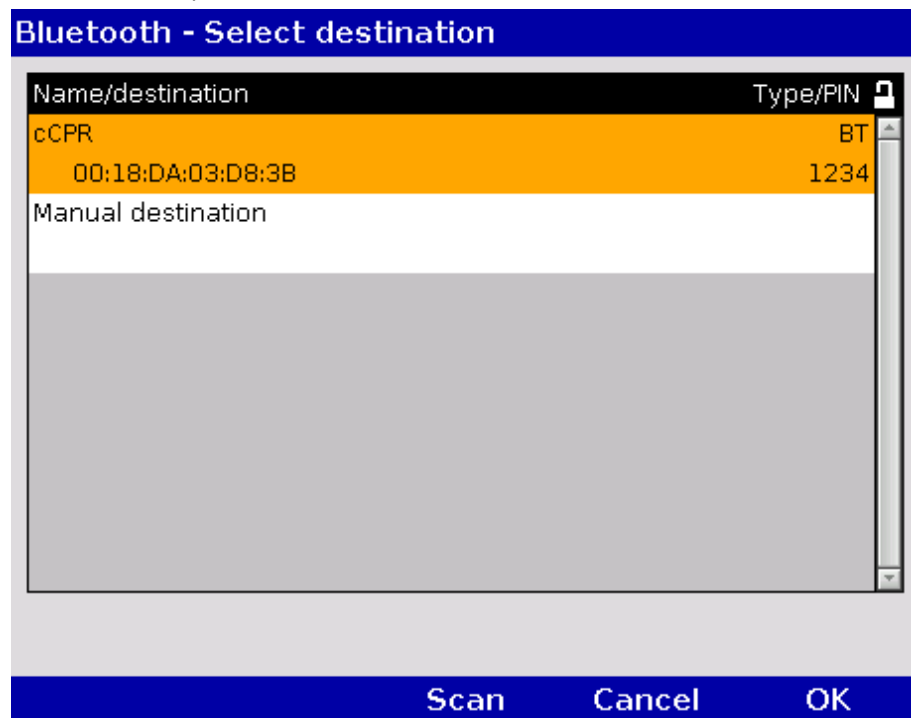 Bluetooth - Select destination
Name/destination Type/PIN
cCPR BT
00:18:DA:03:D8:3B 1234
Manual destination
Scan Cancel OK